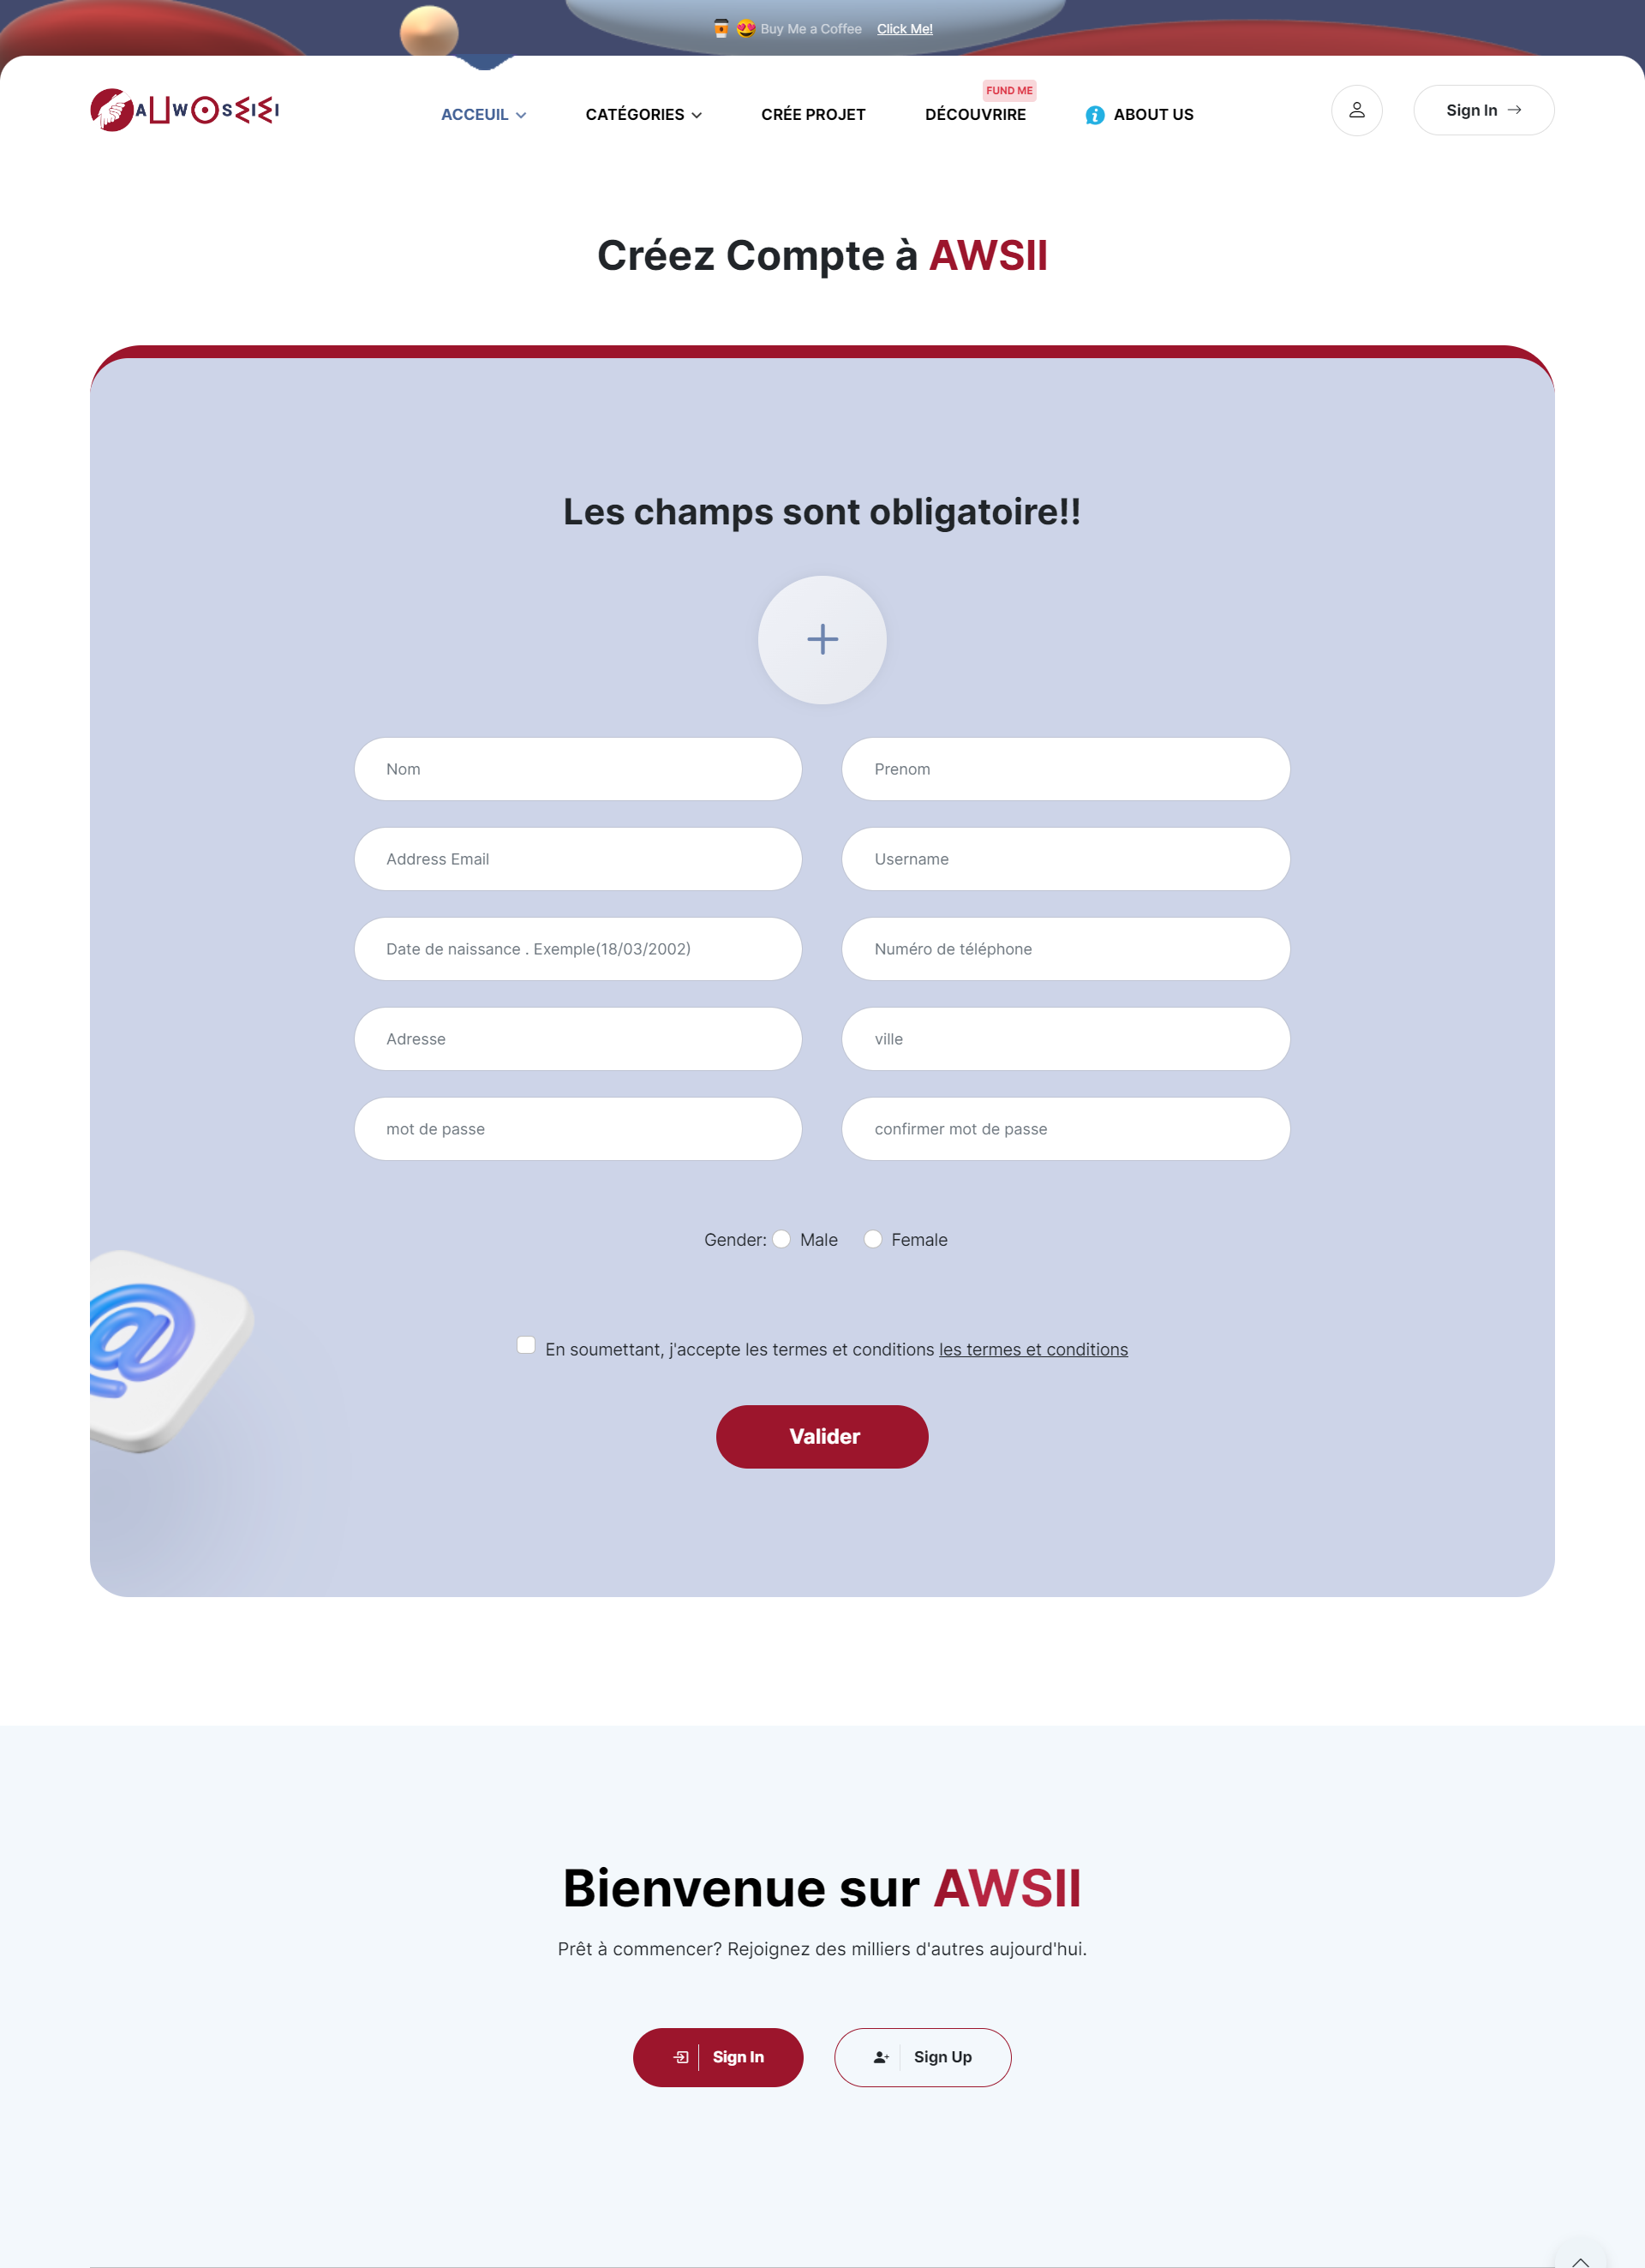 Buy Me a Coffee Click Me!
FUND ME
ACCEUIL CATÉGORIES CRÉE PROJET DÉCOUVRIRE ABOUT US Sign In
Créez Compte à AWSII
Les champs sont obligatoire!!
Nom Prenom
Address Email Username
Date de naissance . Exemple(18/03/2002) Numéro de téléphone
Adresse ville
mot de passe confirmer mot de passe
Gender: Male Female
En soumettant, j'accepte les termes et conditions les termes et conditions
Valider
Bienvenue sur AWSII
Prêt à commencer? Rejoignez des milliers d'autres aujourd'hui.
Sign In Sign Up